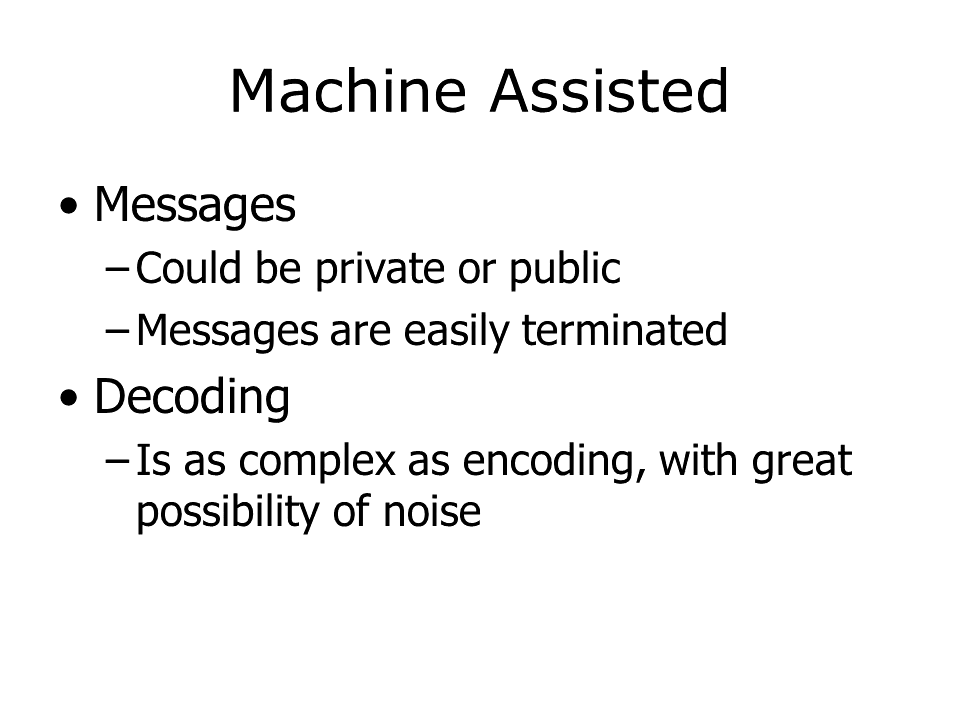 Machine Assisted
• Messages
–Could be private or public
–Messages are easily terminated
• Decoding
–Is as complex as encoding, with great
possibility of noise